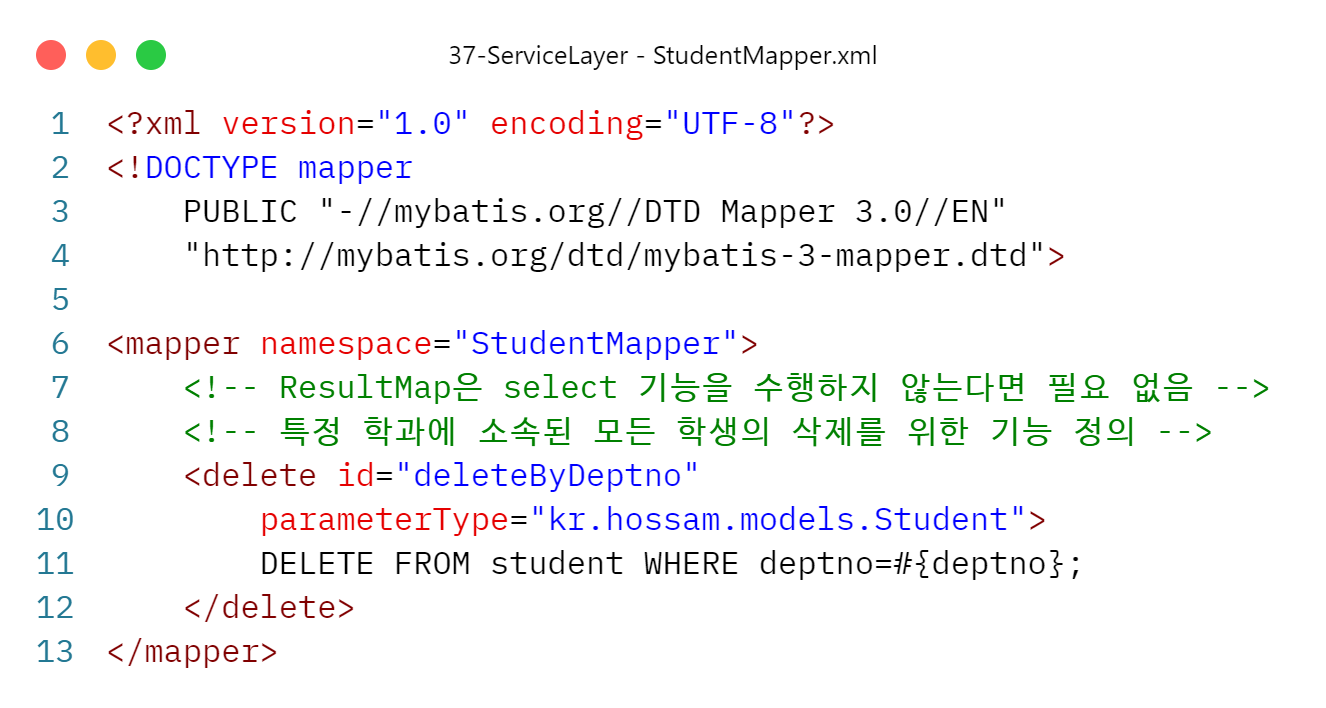 37-ServiceLayer - StudentMapper.xml
1 <?xml version="1.0" encoding="UTF-8"?>
2 <!DOCTYPE mapper
3     PUBLIC "-//mybatis.org//DTD Mapper 3.0//EN"
4     "http://mybatis.org/dtd/mybatis-3-mapper.dtd">
5
6 <mapper namespace="StudentMapper">
7     <!-- ResultMap은 select 기능을 수행하지 않는다면 필요 없음 -->
8     <!-- 특정 학과에 소속된 모든 학생의 삭제를 위한 기능 정의 -->
9     <delete id="deleteByDeptno"
10         parameterType="kr.hossam.models.Student">
11         DELETE FROM student WHERE deptno=#{deptno};
12     </delete>
13 </mapper>